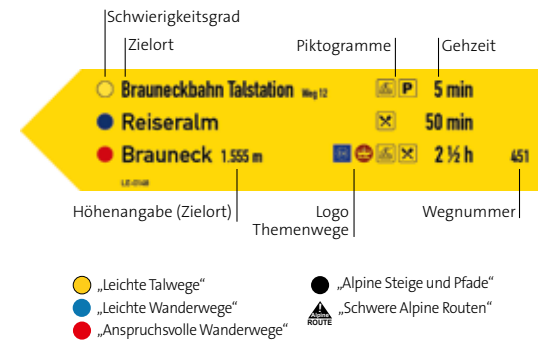 Schwierigkeitsgrad
Zielort Piktogramme Gehzeit
Brauneckbahn Talstation Weg 12 P 5 min
Reiseralm 50 min
Brauneck 1.555 m 2 ½ h 451
Höhenangabe (Zielort) Logo Themenwege Wegnummer
„Leichte Talwege“
„Leichte Wanderwege“
„Anspruchsvolle Wanderwege“
„Alpine Steige und Pfade“
Alpine ROUTE „Schwere Alpine Routen“